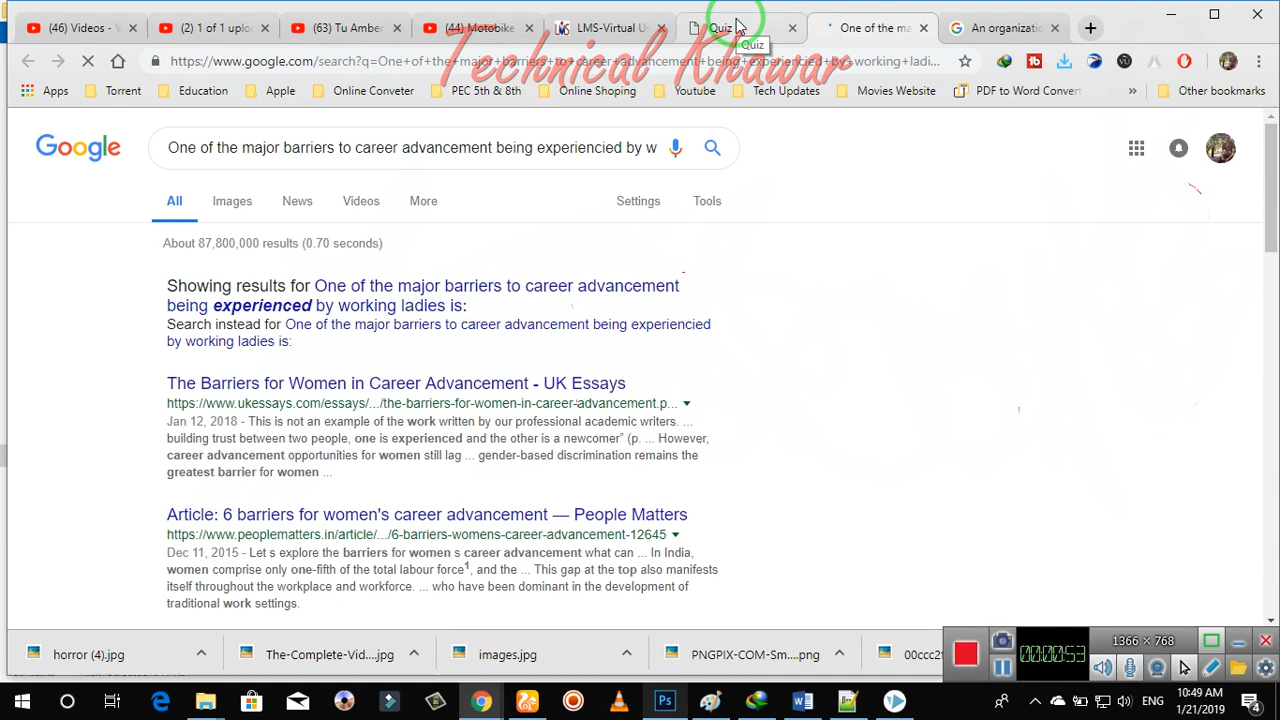 (46) Videos - Y
(2) 1 of 1 uploa
(63) Tu Amber
(44) Motobike
LMS-Virtual U
Quiz
One of the ma
An organizatio
Quiz
Technical Khawar
https://www.google.com/search?q=One+of+the+major+barriers+to+career+advancement+being+experienced+by+working+ladi...
Apps
Torrent
Education
Apple
Online Conveter
PEC 5th & 8th
Online Shoping
Youtube
Tech Updates
Movies Website
PDF to Word Convert
»
Other bookmarks
Google
One of the major barriers to career advancement being experienced by w
All
Images
News
Videos
More
Settings
Tools
About 87,800,000 results (0.70 seconds)
Showing results for One of the major barriers to career advancement
being experienced by working ladies is:
Search instead for One of the major barriers to career advancement being experienced
by working ladies is:
The Barriers for Women in Career Advancement - UK Essays
https://www.ukessays.com/essays/.../the-barriers-for-women-in-career-advancement.p...
Jan 12, 2018 - This is not an example of the work written by our professional academic writers. ...
building trust between two people, one is experienced and the other is a newcomer” (p. ... However,
career advancement opportunities for women still lag ... gender-based discrimination remains the
greatest barrier for women ...
Article: 6 barriers for women's career advancement — People Matters
https://www.peoplematters.in/article/.../6-barriers-womens-career-advancement-12645
Dec 11, 2015 - Let s explore the barriers for women s career advancement what can ... In India,
women comprise only one-fifth of the total labour force1, and the ... This gap at the top also manifests
itself throughout the workplace and workforce. ... who have been dominant in the development of
traditional work settings.
horror (4).jpg
The-Complete-Vid....jpg
images.jpg
PNGPIX-COM-Sm....png
00ccc2f
1366 × 768
00:00:53
ENG
10:49 AM
1/21/2019
4